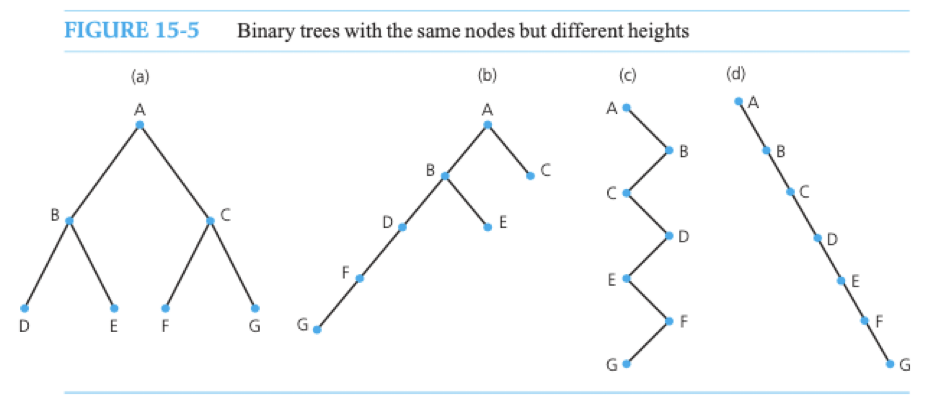 FIGURE 15-5 Binary trees with the same nodes but different heights
(a) (b) (c) (d)
A
B C
D E F G
A
B C
D E
F
G
A
B
C
D
E
F
G
A
B
C
D
E
F
G